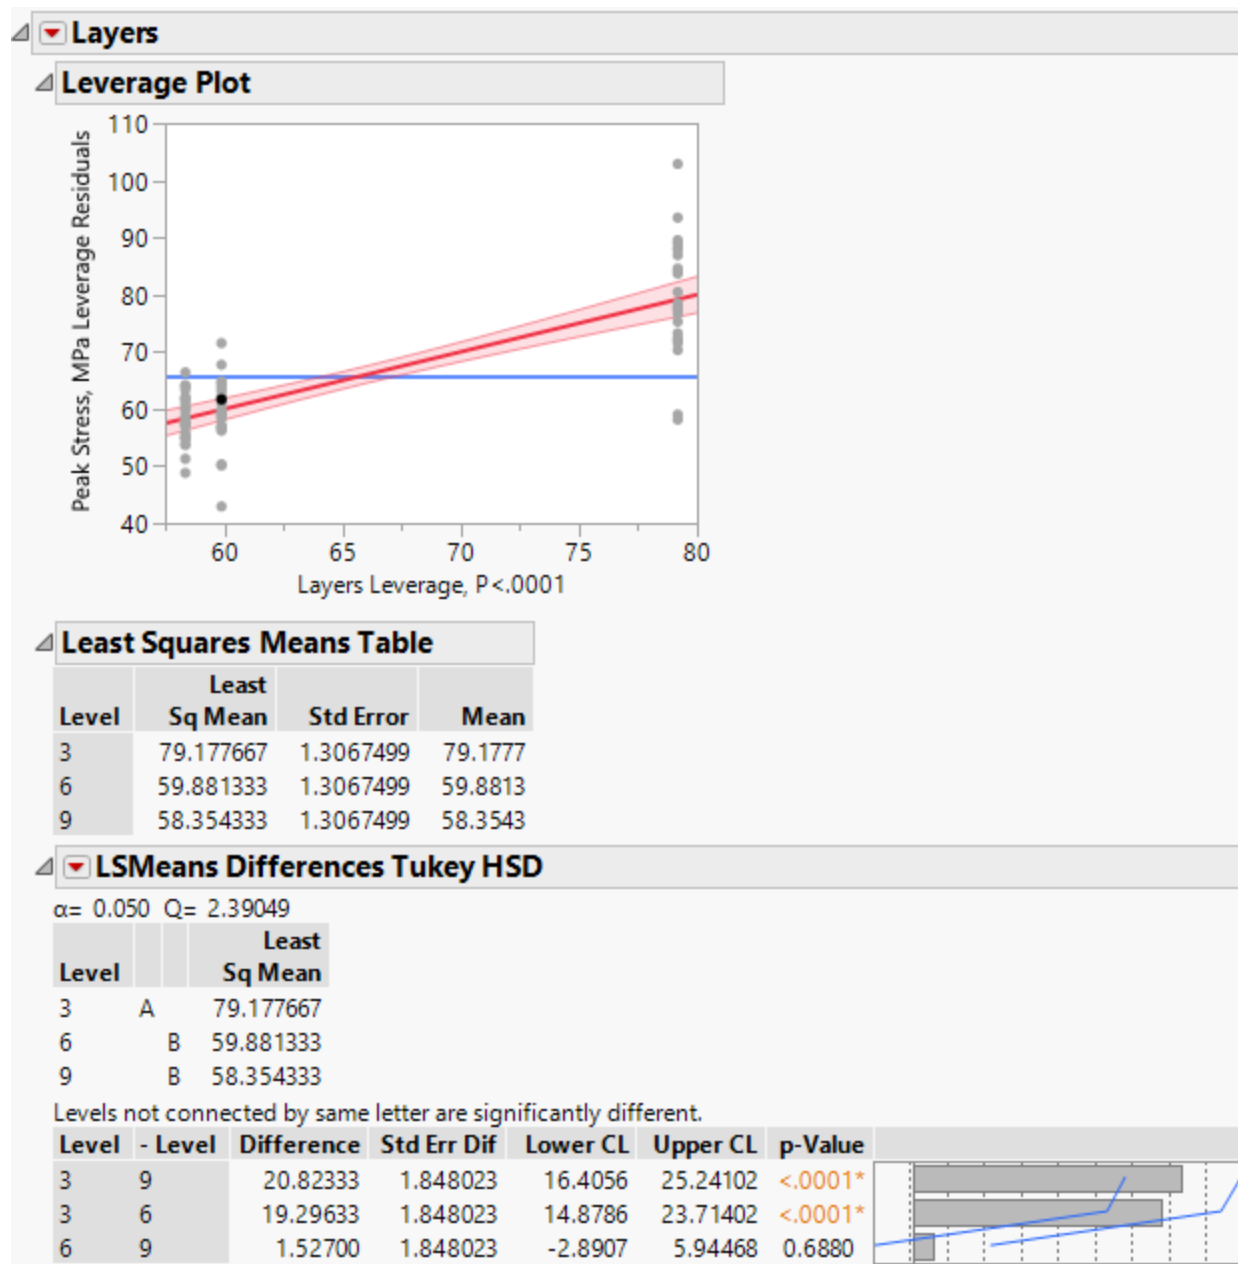 Layers
Leverage Plot
110
100
90
80
70
60
50
40
Peak Stress, MPa Leverage Residuals
60 65 70 75 80
Layers Leverage, P<.0001
Least Squares Means Table
Least
Level Sq Mean Std Error Mean
3 79.177667 1.3067499 79.1777
6 59.881333 1.3067499 59.8813
9 58.354333 1.3067499 58.3543
LSMeans Differences Tukey HSD
α= 0.050 Q= 2.39049
Least
Level Sq Mean
3 A 79.177667
6 B 59.881333
9 B 58.354333
Levels not connected by same letter are significantly different.
Level - Level Difference Std Err Dif Lower CL Upper CL p-Value
3 9 20.82333 1.848023 16.4056 25.24102 <.0001*
3 6 19.29633 1.848023 14.8786 23.71402 <.0001*
6 9 1.52700 1.848023 -2.8907 5.94468 0.6880